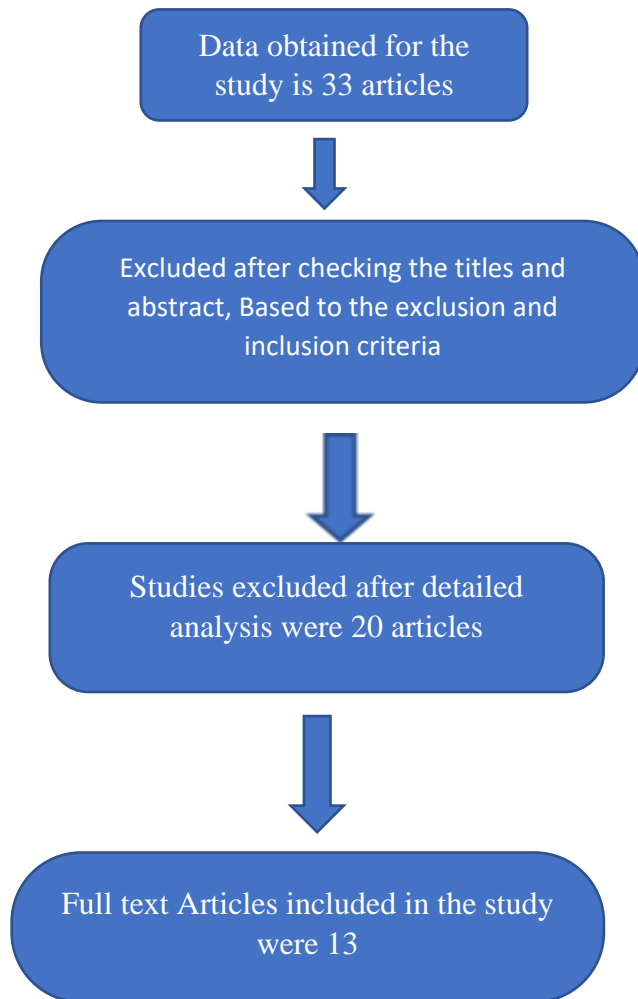 Data obtained for the
study is 33 articles
Excluded after checking the titles and
abstract, Based to the exclusion and
inclusion criteria
Studies excluded after detailed
analysis were 20 articles
Full text Articles included in the study
were 13